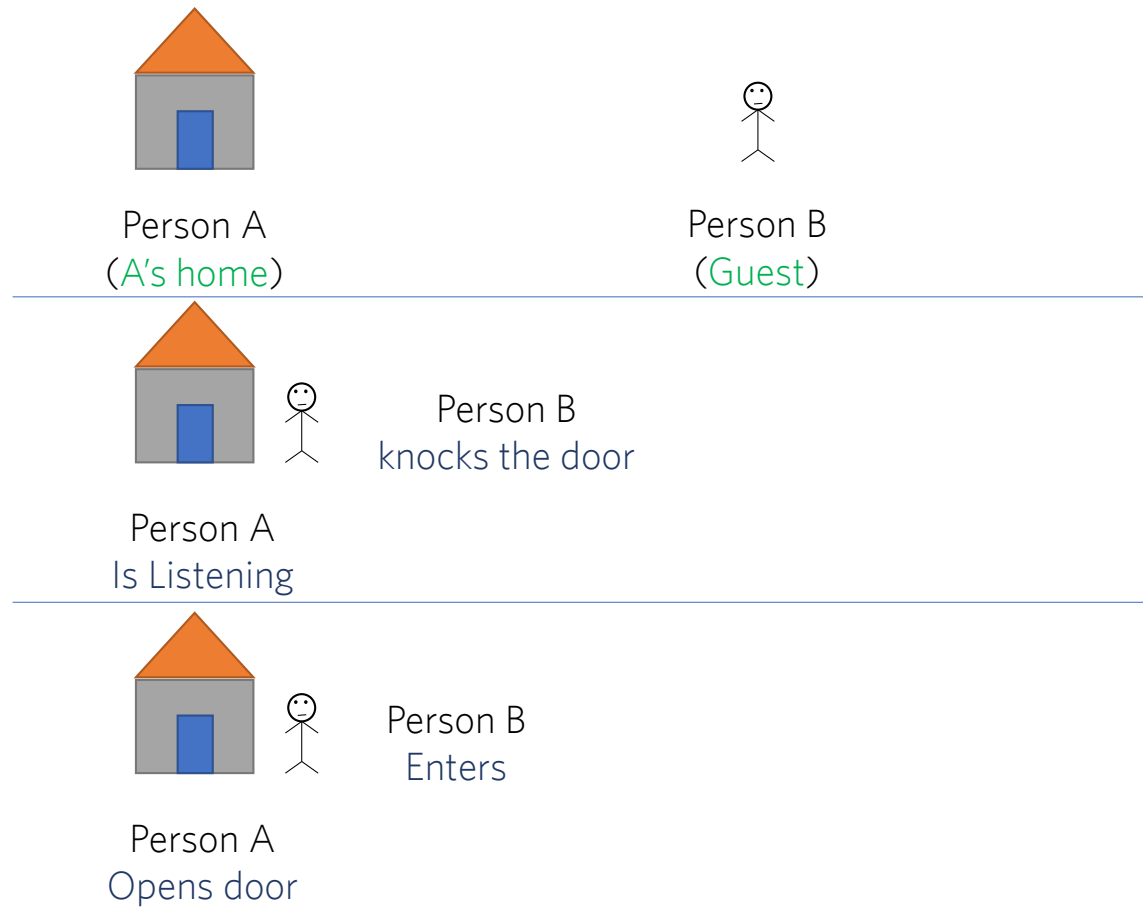 Person A
(A's home)
Person B
(Guest)
Person B
knocks the door
Person A
Is Listening
Person B
Enters
Person A
Opens door